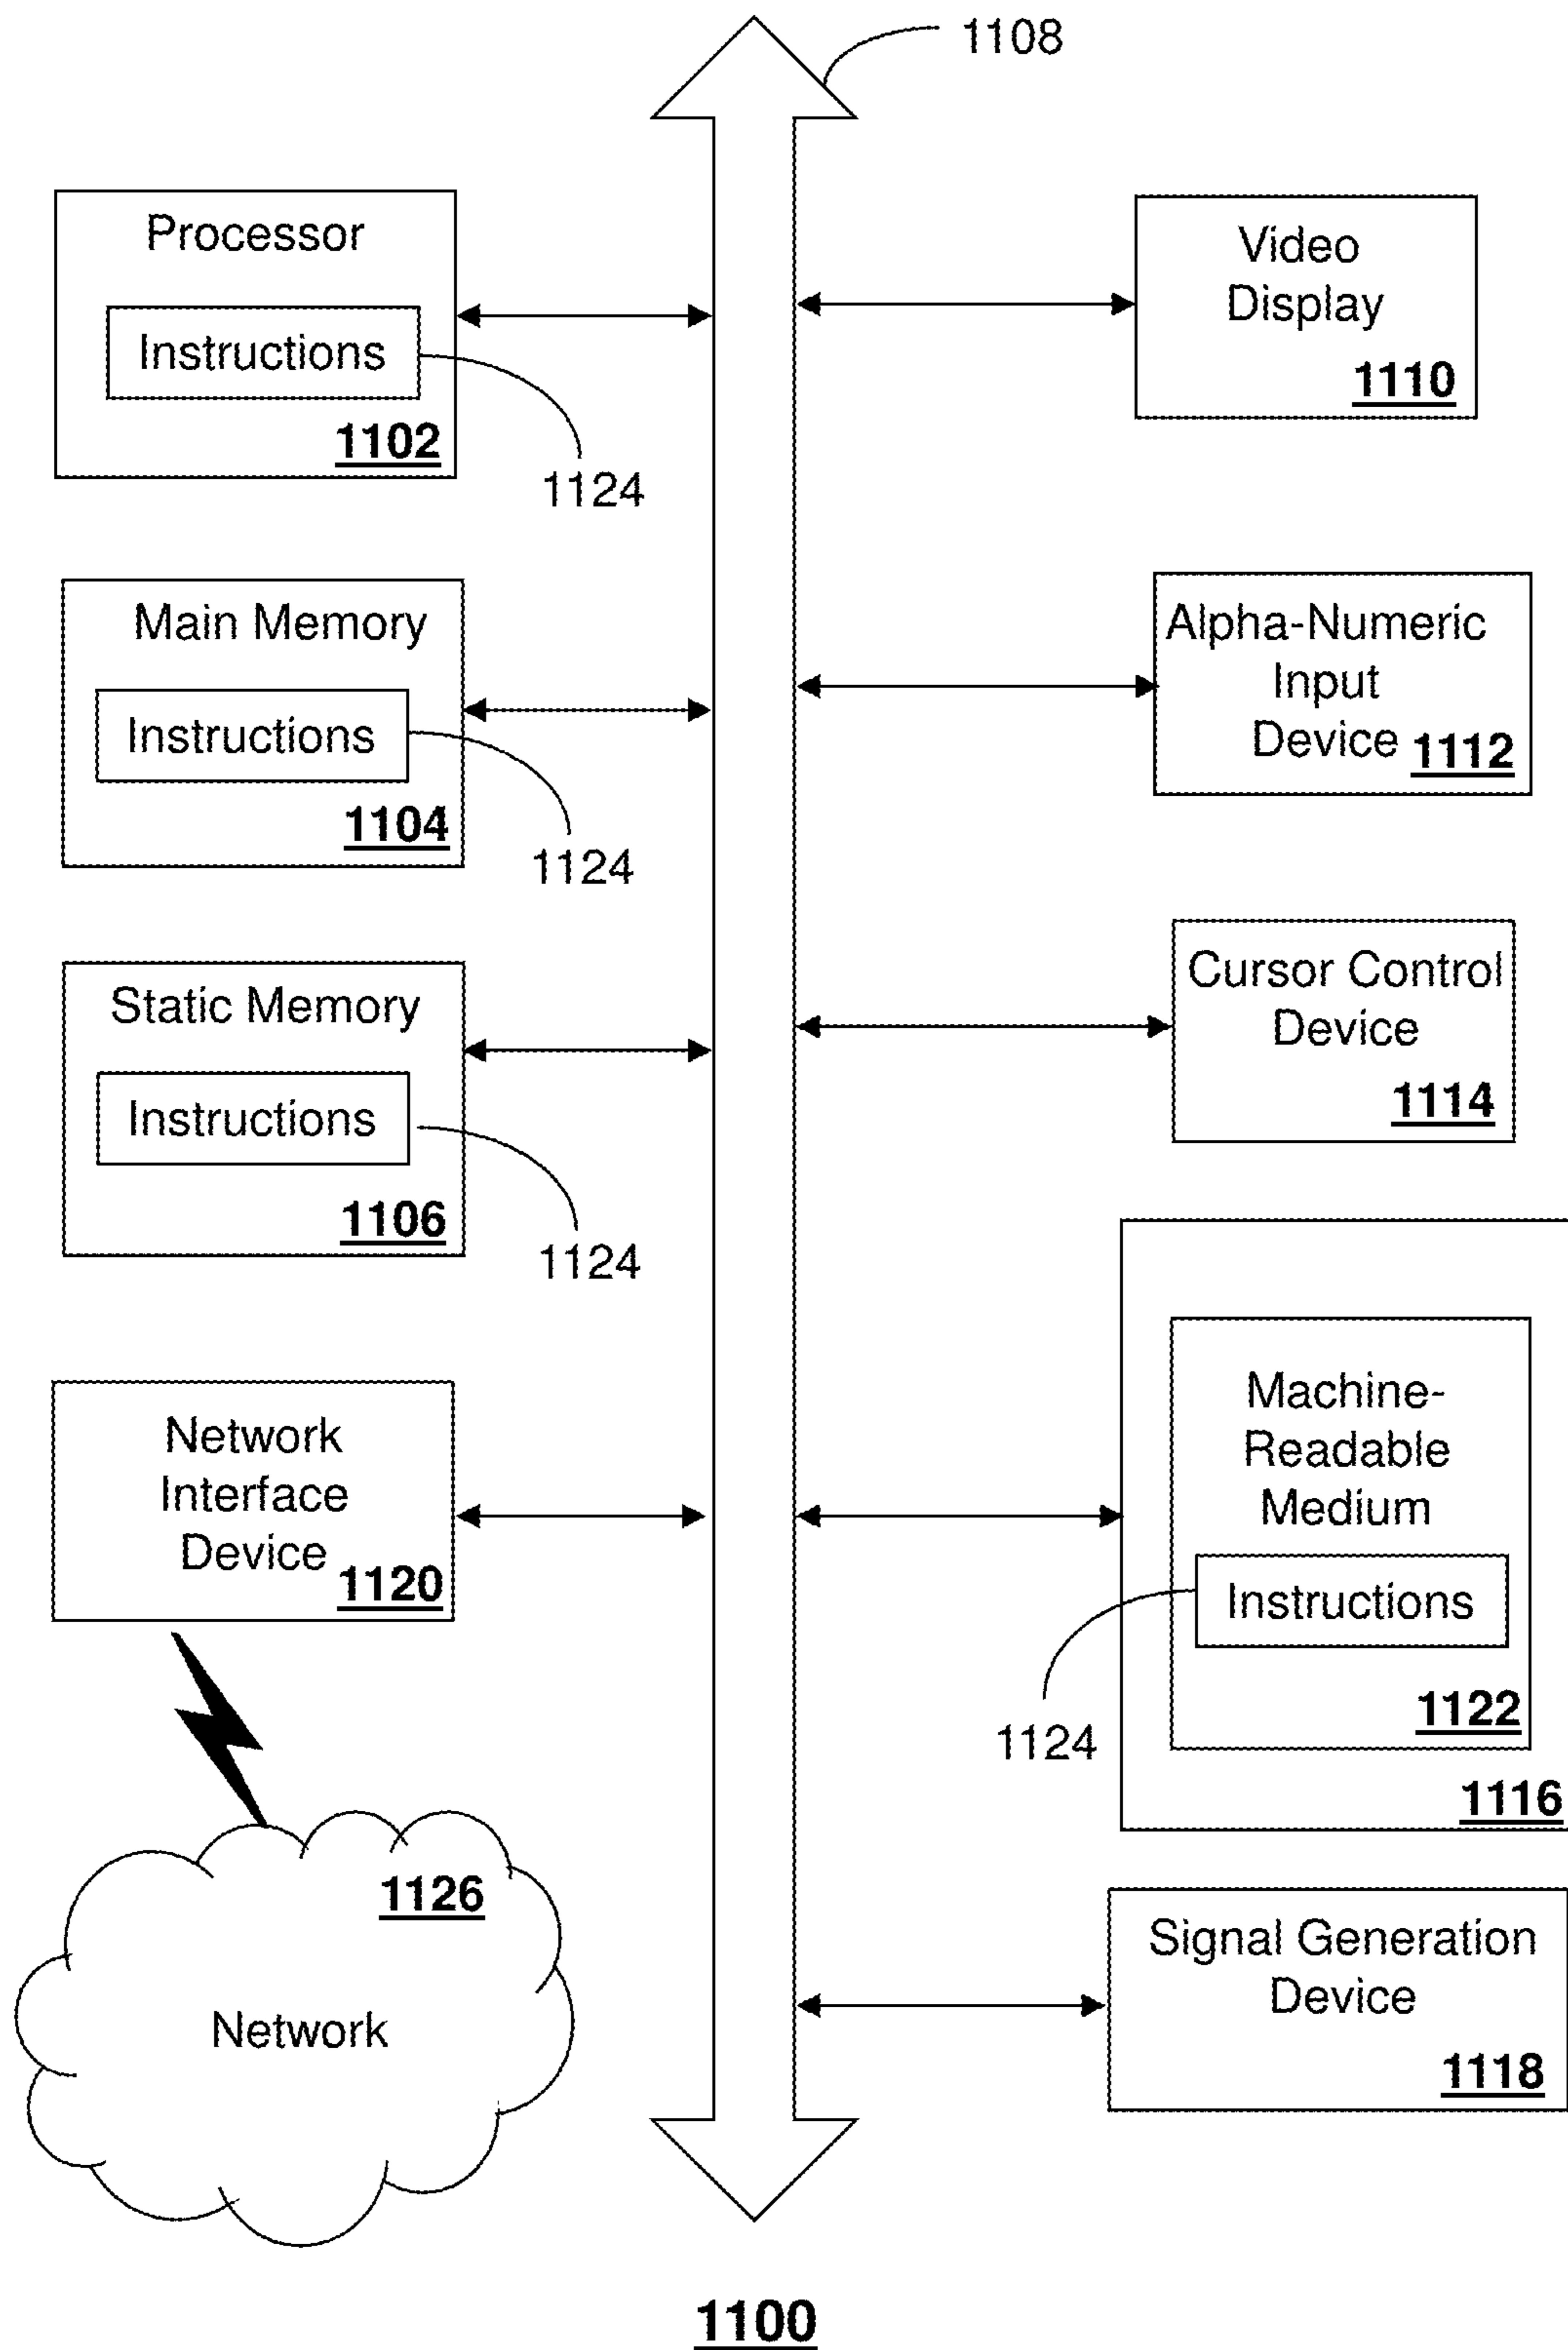 1108
Processor
Instructions
1102
1124
Main Memory
Instructions
1104
1124
Static Memory
Instructions
1106
1124
Network
Interface
Device
1120
1126
Network
Video
Display
1110
Alpha-Numeric
Input
Device
1112
Cursor Control
Device
1114
Machine-
Readable
Medium
Instructions
1124
1122
1116
Signal Generation
Device
1118
1100